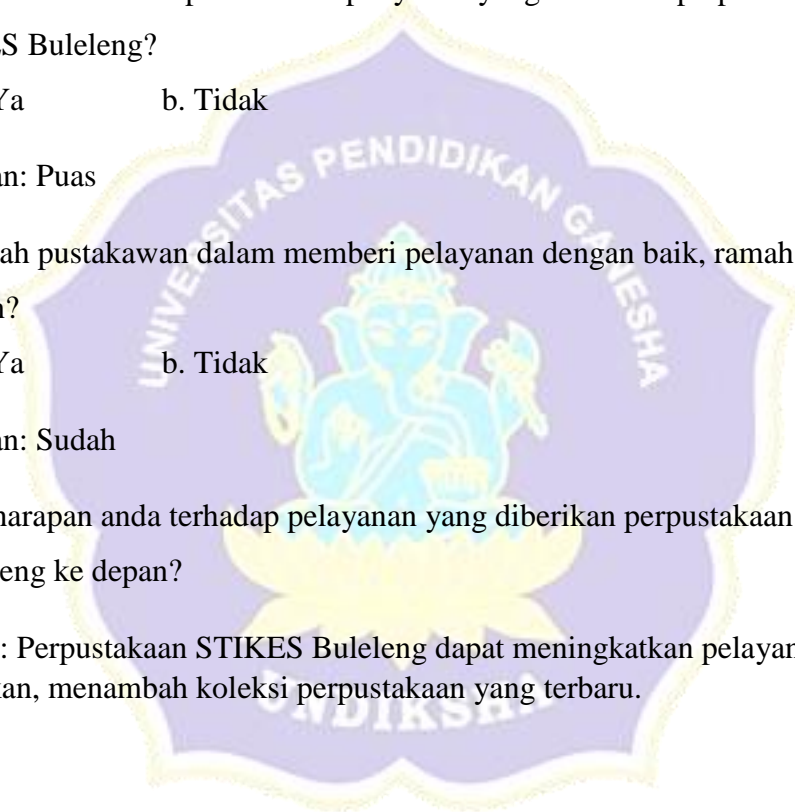 S Buleleng?
Ya b. Tidak
an: Puas
ah pustakawan dalam memberi pelayanan dengan baik, ramah
n?
Ya b. Tidak
an: Sudah
harapan anda terhadap pelayanan yang diberikan perpustakaan
eng ke depan?
: Perpustakaan STIKES Buleleng dapat meningkatkan pelayan
kan, menambah koleksi perpustakaan yang terbaru.
UNIVERSITAS PENDIDIKAN GANESHA
UNDIKSHA